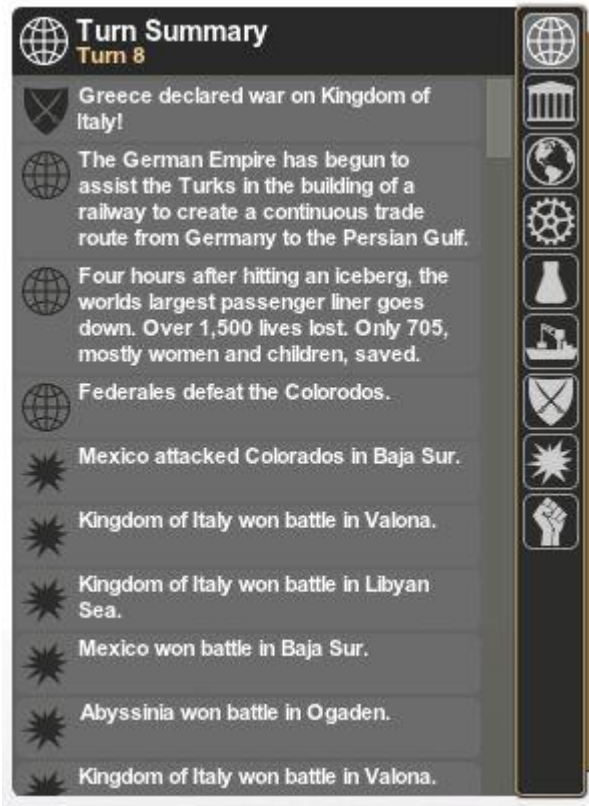 Turn Summary
Turn 8
Greece declared war on Kingdom of
Italy!
The German Empire has begun to
assist the Turks in the building of a
railway to create a continuous trade
route from Germany to the Persian Gulf.
Four hours after hitting an iceberg, the
worlds largest passenger liner goes
down. Over 1,500 lives lost. Only 705,
mostly women and children, saved.
Federales defeat the Colorodos.
Mexico attacked Colorados in Baja Sur.
Kingdom of Italy won battle in Valona.
Kingdom of Italy won battle in Libyan
Sea.
Mexico won battle in Baja Sur.
Abyssinia won battle in Ogaden.
Kingdom of Italy won battle in Valona.